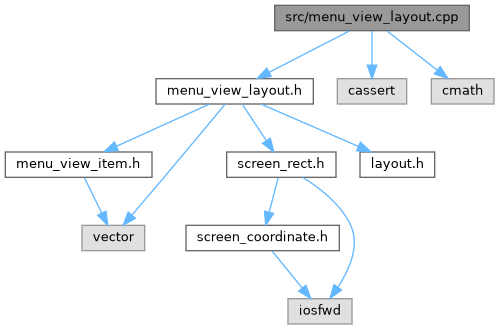 src/menu_view_layout.cpp
menu_view_layout.h
cassert
cmath
menu_view_item.h
screen_rect.h
layout.h
vector
screen_coordinate.h
iosfwd